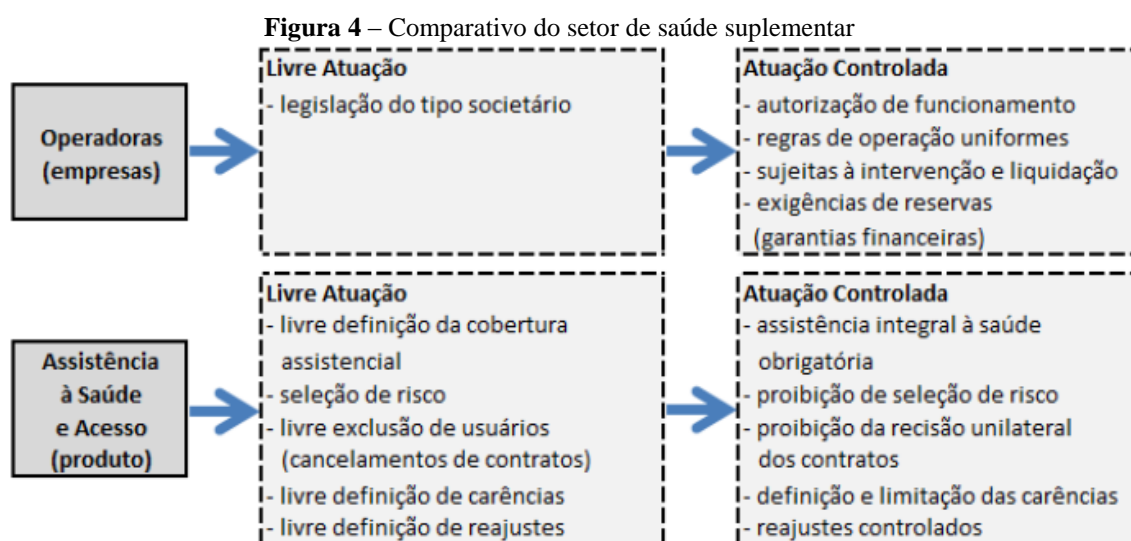 Figura 4 – Comparativo do setor de saúde suplementar
Operadoras
(empresas)
Livre Atuação
- legislação do tipo societário
Atuação Controlada
- autorização de funcionamento
- regras de operação uniformes
- sujeitas à intervenção e liquidação
- exigências de reservas
(garantias financeiras)
Assistência
à Saúde
e Acesso
(produto)
Livre Atuação
- livre definição da cobertura
assistencial
- seleção de risco
- livre exclusão de usuários
(cancelamentos de contratos)
- livre definição de carências
- livre definição de reajustes
Atuação Controlada
- assistência integral à saúde
obrigatória
- proibição de seleção de risco
- proibição da recisão unilateral
dos contratos
- definição e limitação das carências
- reajustes controlados